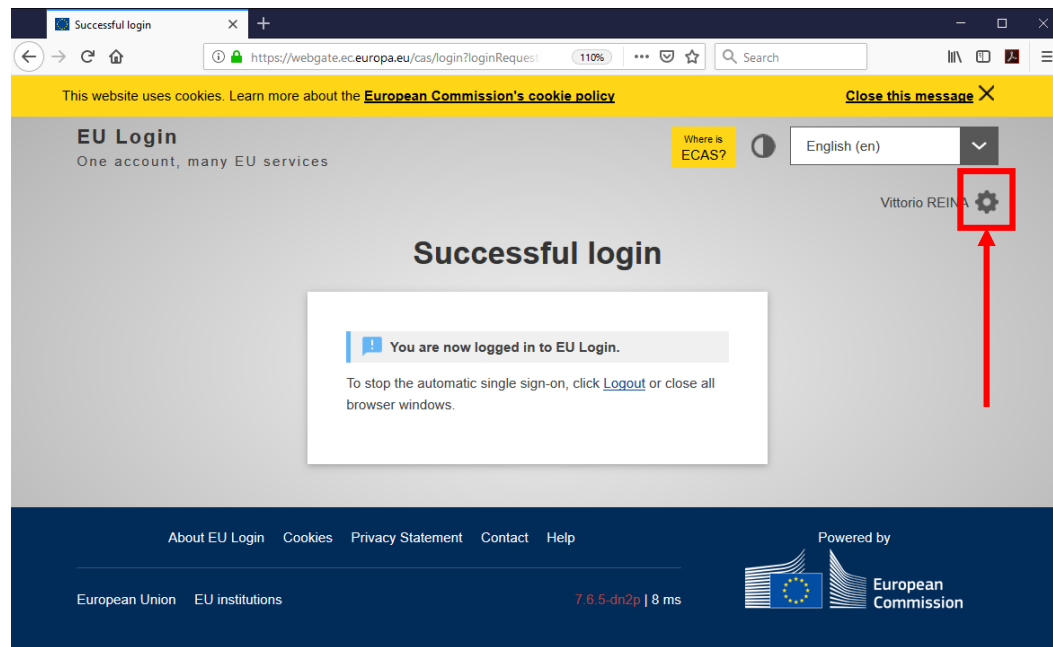 Successful login
https://webgate.ec.europa.eu/cas/login?loginRequest
110%
Search
This website uses cookies. Learn more about the European Commission's cookie policy
Close this message
EU Login
One account, many EU services
Where is
ECAS?
English (en)
Vittorio REINA
Successful login
You are now logged in to EU Login.
To stop the automatic single sign-on, click Logout or close all
browser windows.
About EU Login Cookies Privacy Statement Contact Help
Powered by
European Union EU institutions
7.6.5-dn2p | 8 ms
European
Commission